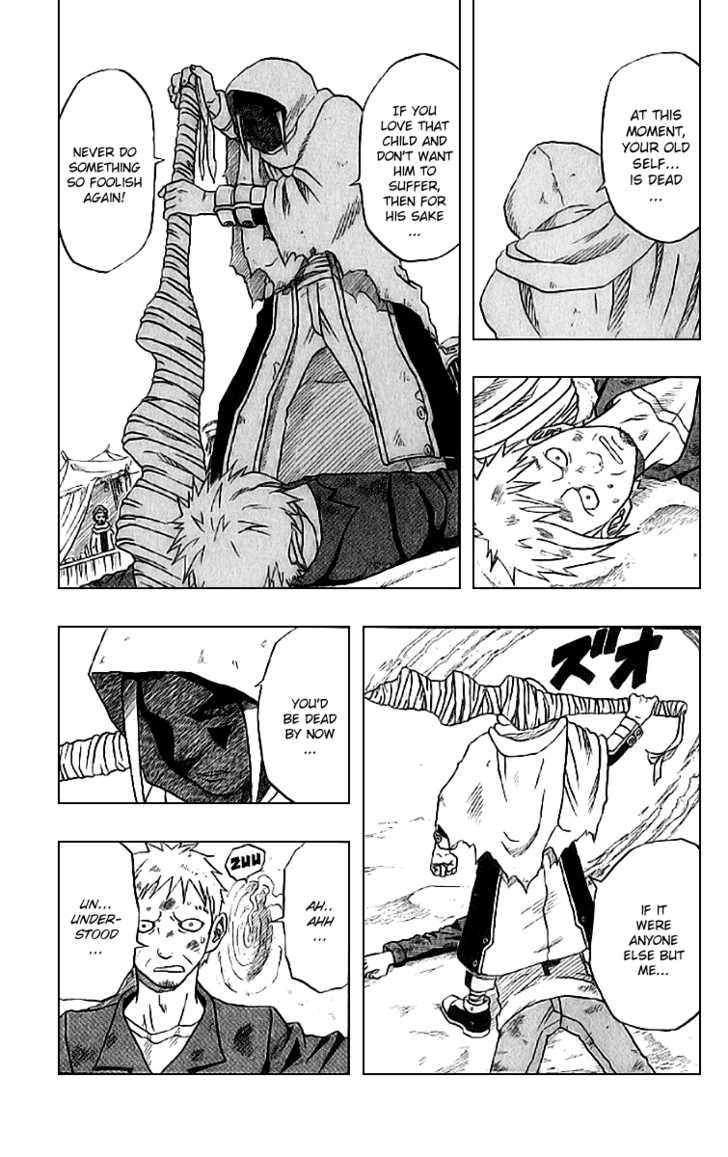 AT THIS
MOMENT,
YOUR OLD
SELF...
IS DEAD
...
IF YOU
LOVE THAT
CHILD AND
DON'T WANT
HIM TO
SUFFER,
THEN FOR
HIS SAKE
...
NEVER DO
SOMETHING
SO FOOLISH
AGAIN!
ズオ
IF IT
WERE
ANYONE
ELSE BUT
ME...
YOU'D
BE DEAD
BY NOW
...
ZUU
AH..
AHH
...
UN...
UNDER-
STOOD
...